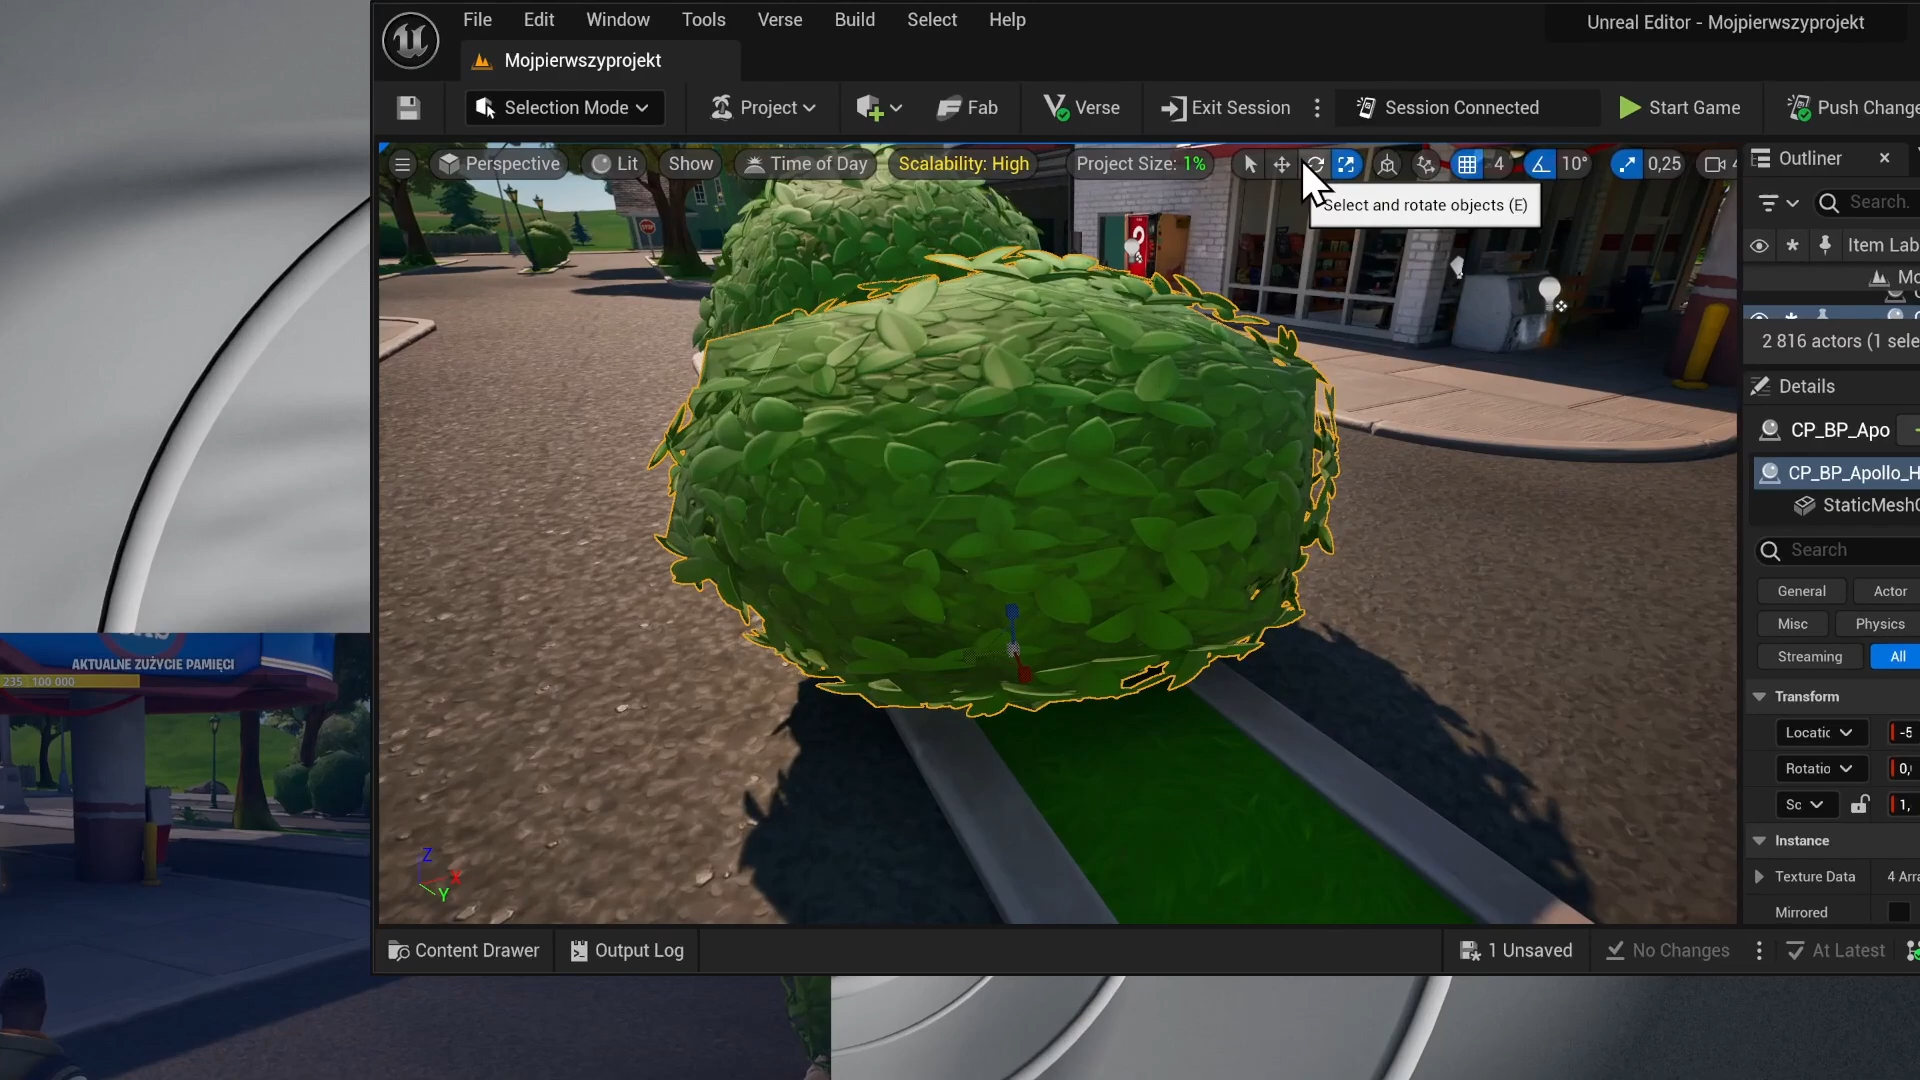 File Edit Window Tools Verse Build Select Help
Unreal Editor - Mojpierwszyprojekt
Mojpierwszyprojekt
Selection Mode Project Fab Verse Exit Session Session Connected Start Game Push Change
Perspective Lit Show Time of Day Scalability: High Project Size: 1% 4 10° 0,25 4
Select and rotate objects (E)
STOP
?
Outliner
Search.
Item Lab
Mo
2 816 actors (1 sele
Details
CP_BP_Apo
CP_BP_Apollo_H
StaticMeshC
Search
General Actor
Misc Physics
Streaming All
Transform
Locatic -5
Rotatio 0,
Sc 1,
Instance
Texture Data 4 Arra
Mirrored
Z
X
Y
AKTUALNE ZUŻYCIE PAMIĘCI
235 100 000
Content Drawer Output Log 1 Unsaved No Changes At Latest